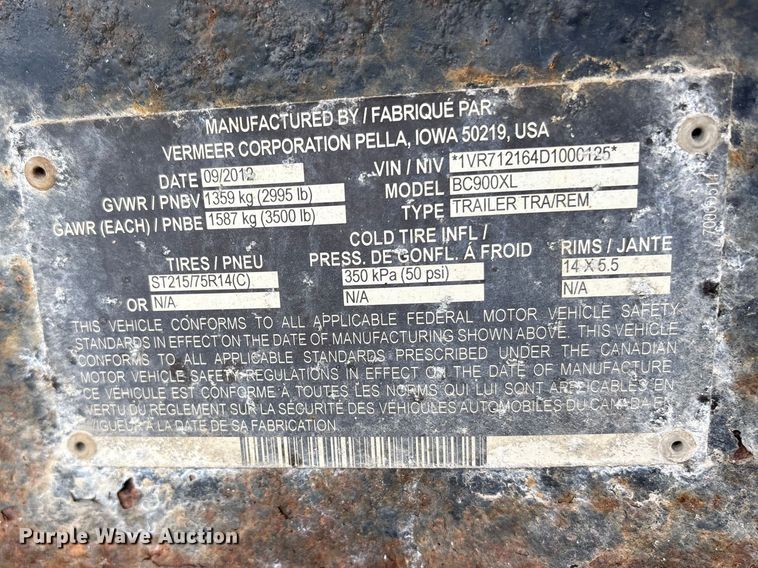 MANUFACTURED BY / FABRIQUÉ PAR:
VERMEER CORPORATION PELLA, IOWA 50219, USA
DATE 09/2012 VIN / NIV *1VR712164D1000125*
GVWR / PNBV 1359 kg (2995 lb) MODEL BC900XL
GAWR (EACH) / PNBE 1587 kg (3500 lb) TYPE TRAILER TRA/REM
COLD TIRE INFL /
TIRES / PNEU PRESS. DE GONFL. Á FROID RIMS / JANTE
ST215/75R14(C) 350 kPa (50 psi) 14 X 5.5
OR / N/A N/A N/A
THIS VEHICLE CONFORMS TO ALL APPLICABLE FEDERAL MOTOR VEHICLE SAFETY
STANDARDS IN EFFECT ON THE DATE OF MANUFACTURING SHOWN ABOVE. THIS VEHICLE
CONFORMS TO ALL APPLICABLE STANDARDS PRESCRIBED UNDER THE CANADIAN
MOTOR VEHICLE SAFETY REGULATIONS IN EFFECT ON THE DATE OF MANUFACTURE
CE VÉHICULE EST CONFORME À TOUTES LES NORMS QUI LUI SONT APPLICABLES EN
VERTU DU RÈGLEMENT SUR LA SÉCURITÉ DES VÉHICULES AUTOMOBILES DU CANADA EN
VIGUEUR À LA DATE DE SA FABRICATION.
Purple Wave Auction